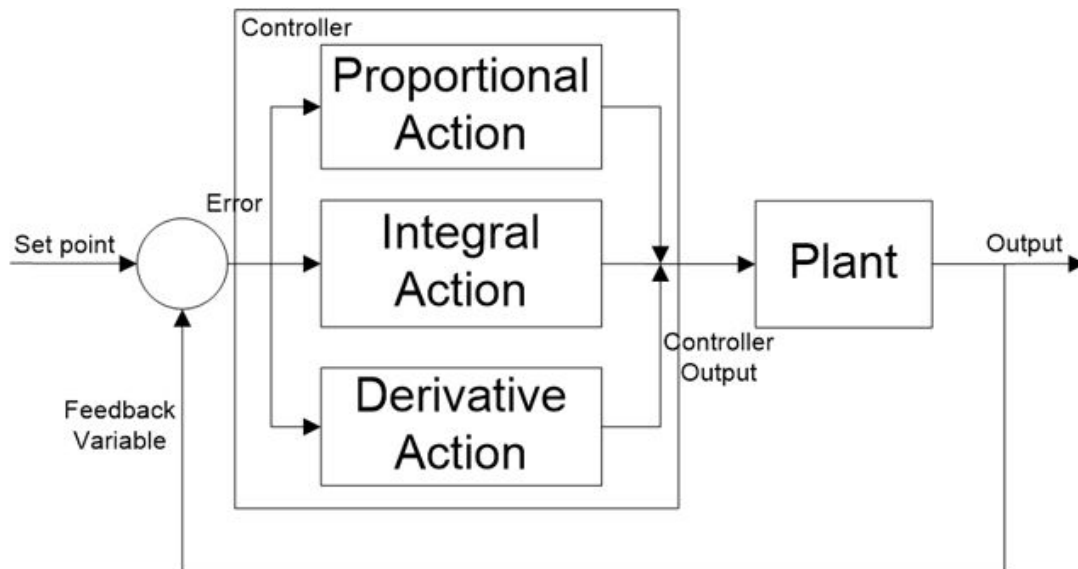 Controller
Proportional
Action
Error
Set point
Integral
Action
Plant
Output
Controller
Output
Derivative
Action
Feedback
Variable